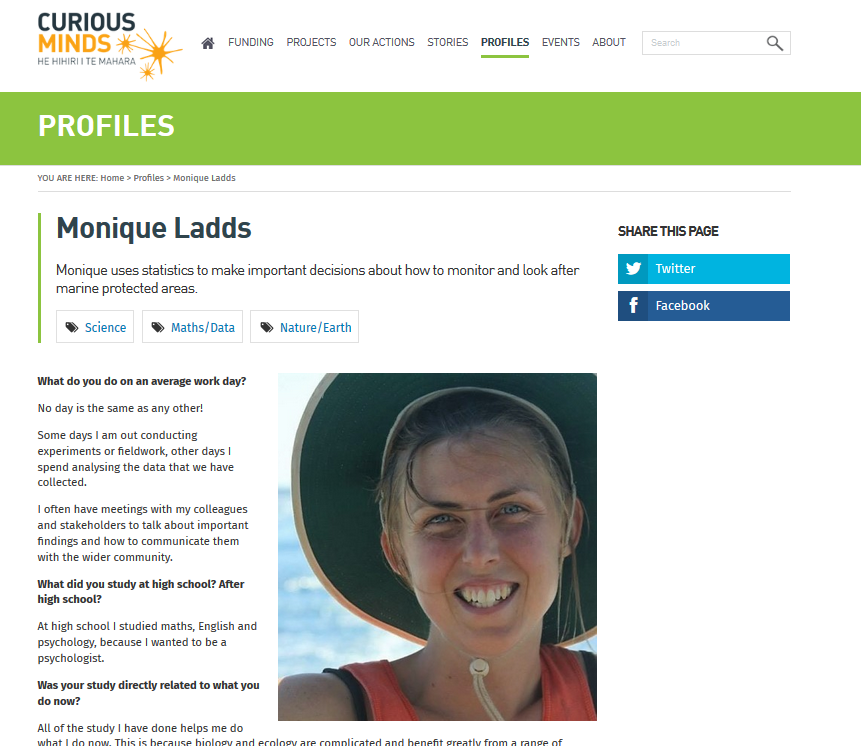 CURIOUS
MINDS
HE HIHIRI I TE MAHARA
FUNDING PROJECTS OUR ACTIONS STORIES PROFILES EVENTS ABOUT
Search
PROFILES
YOU ARE HERE: Home > Profiles > Monique Ladds
Monique Ladds
Monique uses statistics to make important decisions about how to monitor and look after
marine protected areas.
Science Maths/Data Nature/Earth
SHARE THIS PAGE
Twitter
Facebook
What do you do on an average work day?
No day is the same as any other!
Some days I am out conducting
experiments or fieldwork, other days I
spend analysing the data that we have
collected.
I often have meetings with my colleagues
and stakeholders to talk about important
findings and how to communicate them
with the wider community.
What did you study at high school? After
high school?
At high school I studied maths, English and
psychology, because I wanted to be a
psychologist.
Was your study directly related to what you
do now?
All of the study I have done helps me do
what I do now. This is because biology and ecology are complicated and benefit greatly from a range of